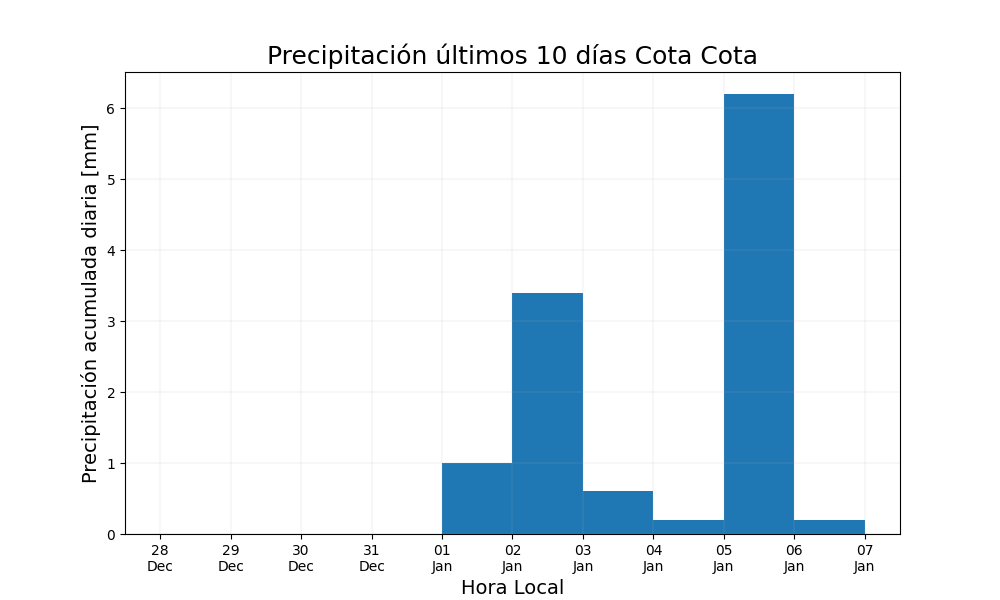 Precipitación últimos 10 días Cota Cota
Precipitación acumulada diaria [mm]
6
5
4
3
2
1
0
28 29 30 31 01 02 03 04 05 06 07
Dec Dec Dec Dec Jan Jan Jan Jan Jan Jan Jan
Hora Local